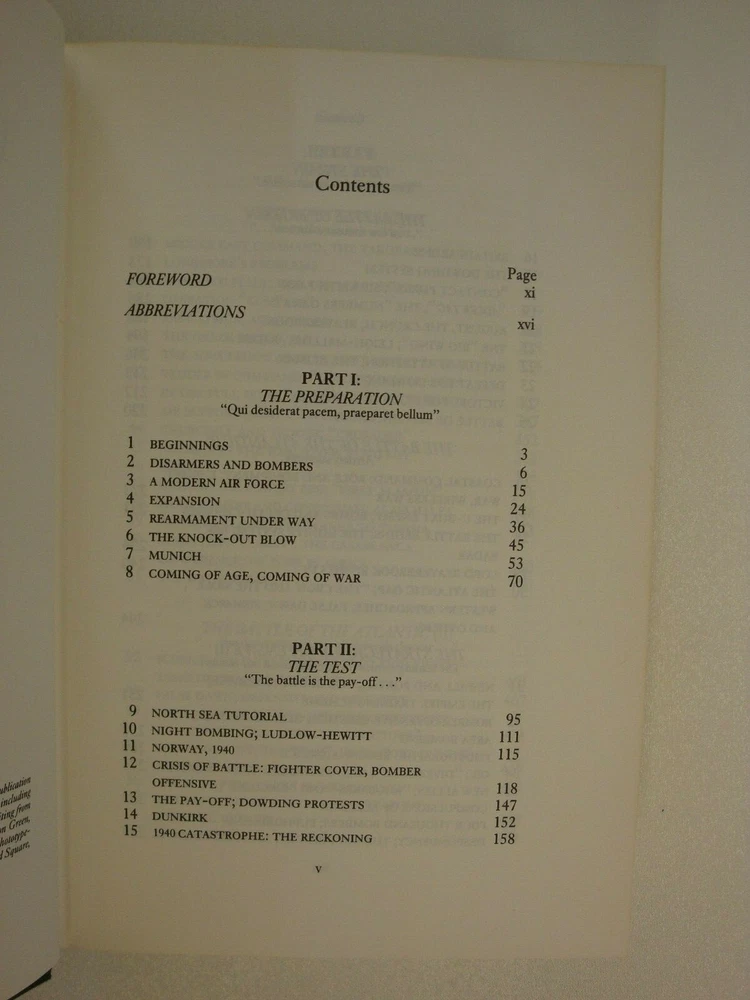 Contents
Page
FOREWORD xi
ABBREVIATIONS xvi
PART I:
THE PREPARATION
"Qui desiderat pacem, praeparet bellum"
1 BEGINNINGS 3
2 DISARMERS AND BOMBERS 6
3 A MODERN AIR FORCE 15
4 EXPANSION 24
5 REARMAMENT UNDER WAY 36
6 THE KNOCK-OUT BLOW 45
7 MUNICH 53
8 COMING OF AGE, COMING OF WAR 70
PART II:
THE TEST
"The battle is the pay-off . . ."
9 NORTH SEA TUTORIAL 95
10 NIGHT BOMBING; LUDLOW-HEWITT 111
11 NORWAY, 1940 115
12 CRISIS OF BATTLE: FIGHTER COVER, BOMBER
OFFENSIVE 118
13 THE PAY-OFF; DOWDING PROTESTS 147
14 DUNKIRK 152
15 1940 CATASTROPHE: THE RECKONING 158
v
including
from
Green,
Square,